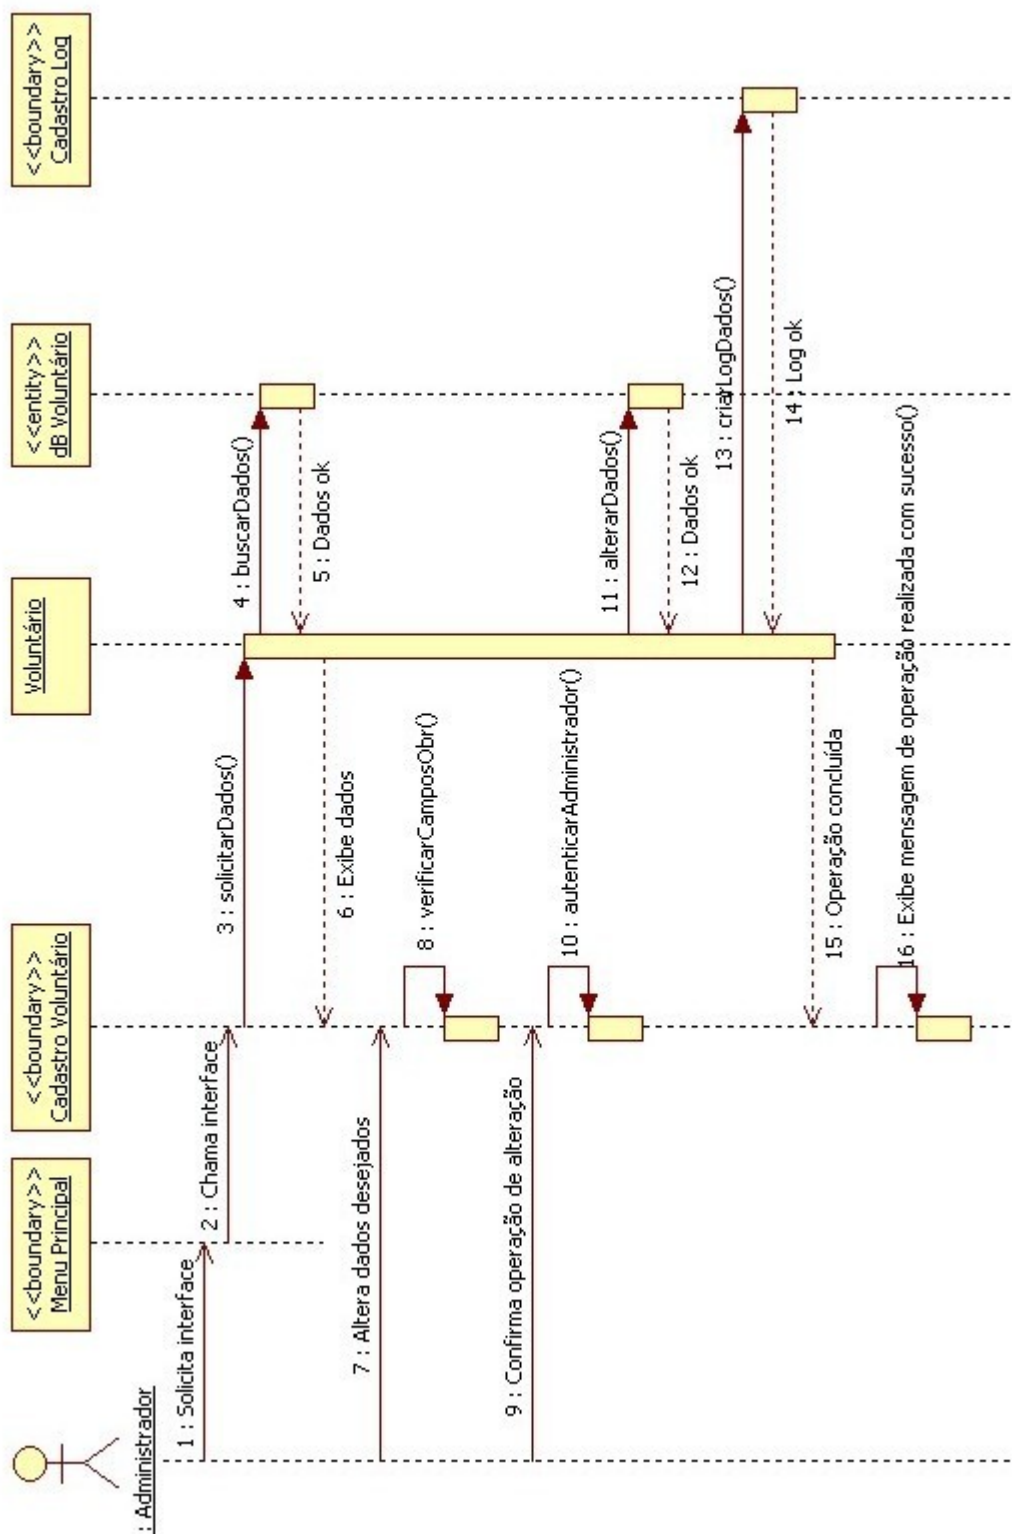 : Administrador
<<boundary>>
Menu Principal
<<boundary>>
Cadastro Voluntário
Voluntário
<<entity>>
dB Voluntário
<<boundary>>
Cadastro Log
1 : Solicita interface
2 : Chama interface
3 : solicitarDados()
4 : buscarDados()
5 : Dados ok
6 : Exibe dados
7 : Altera dados desejados
8 : verificarCamposObr()
9 : Confirma operação de alteração
10 : autenticarAdministrador()
11 : alterarDados()
12 : Dados ok
13 : criarLogDados()
14 : Log ok
15 : Operação concluída
16 : Exibe mensagem de operação realizada com sucesso()